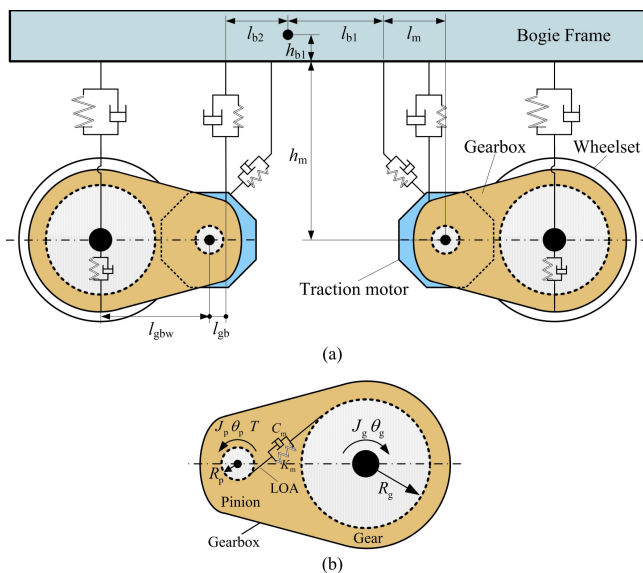 l_b2 l_b1 l_m
h_b1
Bogie Frame
h_m
Gearbox
Wheelset
Traction motor
l_gbw l_gb
(a)
J_p θ_p T
C_m
J_g θ_g
K_m
R_p
LOA
R_g
Pinion
Gearbox
Gear
(b)